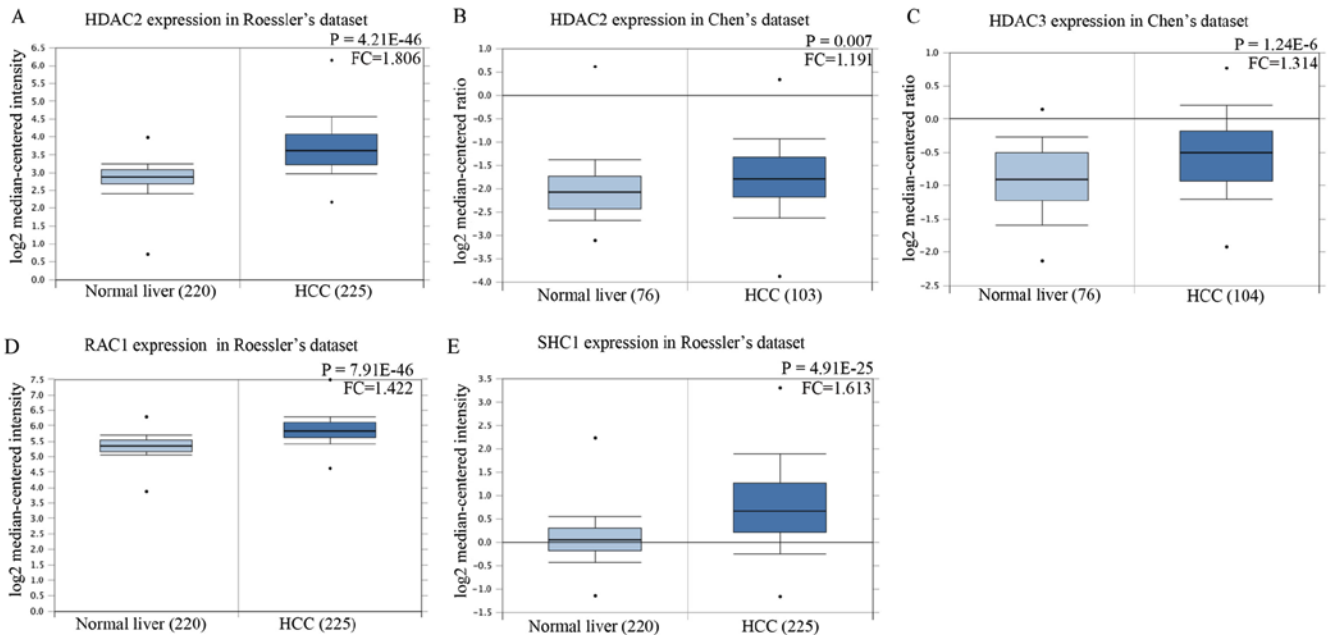 A
HDAC2 expression in Roessler's dataset
P = 4.21E-46
FC=1.806
log2 median-centered intensity
6.5
6.0
5.5
5.0
4.5
4.0
3.5
3.0
2.5
2.0
1.5
1.0
0.5
0.0
Normal liver (220)
HCC (225)
B
HDAC2 expression in Chen's dataset
P = 0.007
FC=1.191
log2 median-centered ratio
1.0
0.5
0.0
−0.5
−1.0
−1.5
−2.0
−2.5
−3.0
−3.5
−4.0
Normal liver (76)
HCC (103)
C
HDAC3 expression in Chen's dataset
P = 1.24E-6
FC=1.314
log2 median-centered ratio
1.0
0.5
0.0
−0.5
−1.0
−1.5
−2.0
−2.5
Normal liver (76)
HCC (104)
D
RAC1 expression in Roessler's dataset
P = 7.91E-46
FC=1.422
log2 median-centered intensity
7.5
7.0
6.5
6.0
5.5
5.0
4.5
4.0
3.5
3.0
2.5
2.0
1.5
1.0
0.5
0.0
Normal liver (220)
HCC (225)
E
SHC1 expression in Roessler's dataset
P = 4.91E-25
FC=1.613
log2 median-centered intensity
3.5
3.0
2.5
2.0
1.5
1.0
0.5
0.0
−0.5
−1.0
−1.5
Normal liver (220)
HCC (225)